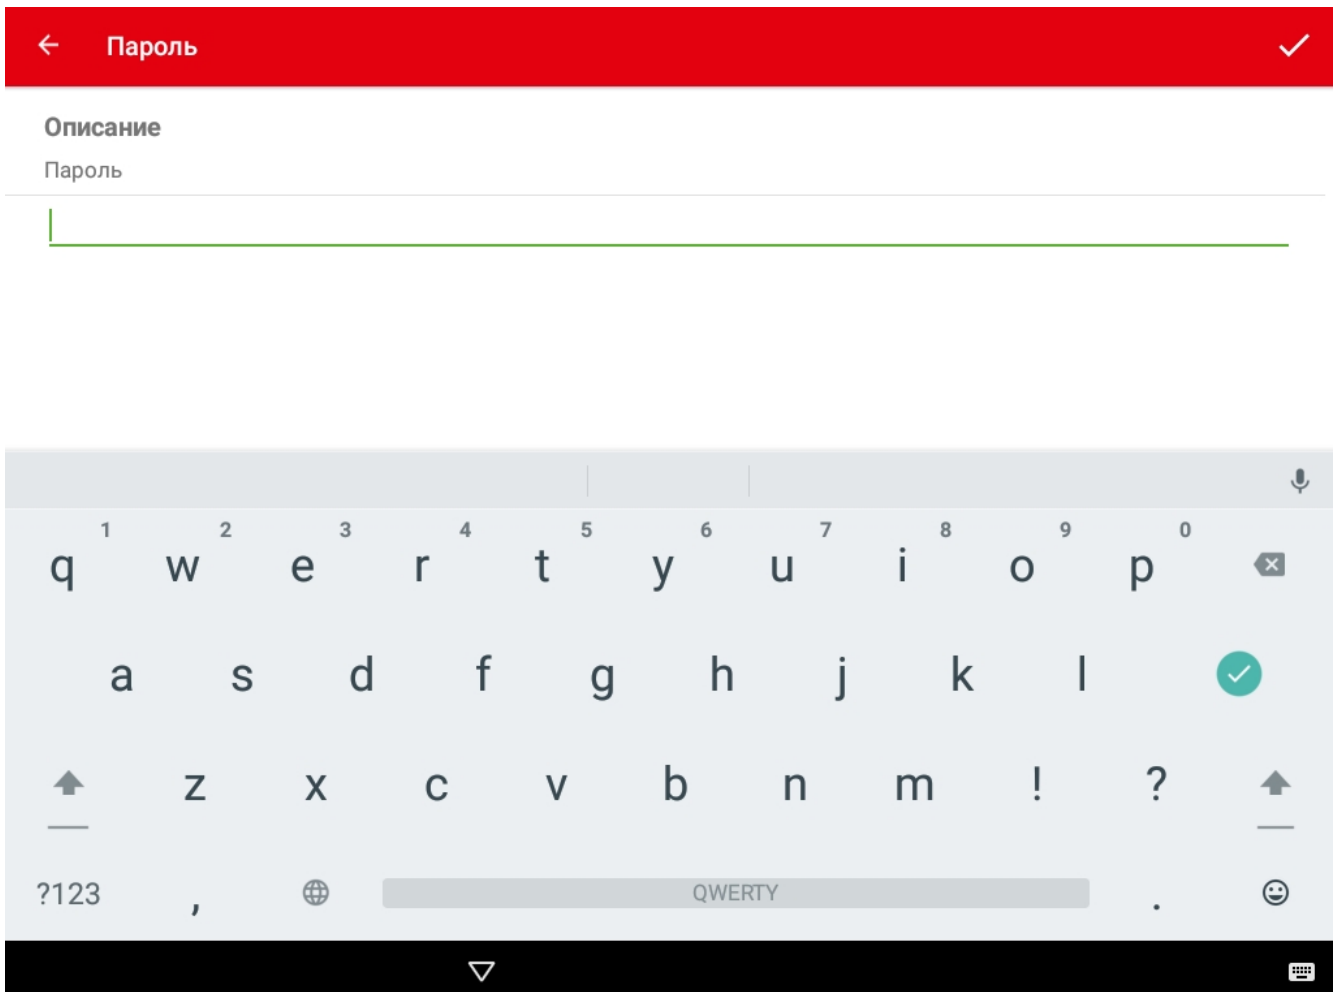 Пароль
Описание
Пароль
1 2 3 4 5 6 7 8 9 0
q w e r t y u i o p
a s d f g h j k l
z x c v b n m ! ?
?123 , QWERTY .